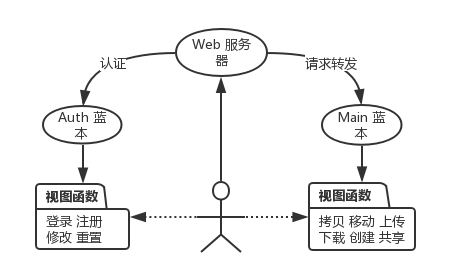 Web 服务
器
认证
请求转发
Auth 蓝
本
Main 蓝
本
视图函数
登录 注册
修改 重置
视图函数
拷贝 移动 上传
下载 创建 共享